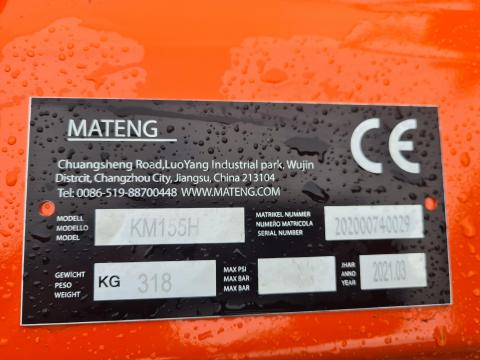 MATENG
CE
Chuangsheng Road,LuoYang Industrial park, Wujin
Distrcit, Changzhou City, Jiangsu, China 213104
Tel: 0086-519-88700448 WWW.MATENG.COM
MODELL
MODELLO
MODEL
KM155H
MATRIKEL NUMMER
NUMERO MATRICOLA
SERIAL NUMBER
202000740029
GEWICHT
PESO
WEIGHT
KG 318
MAX PSI
MAX BAR
MAX BAR
/HAR
ANNO
YEAR
2021.03